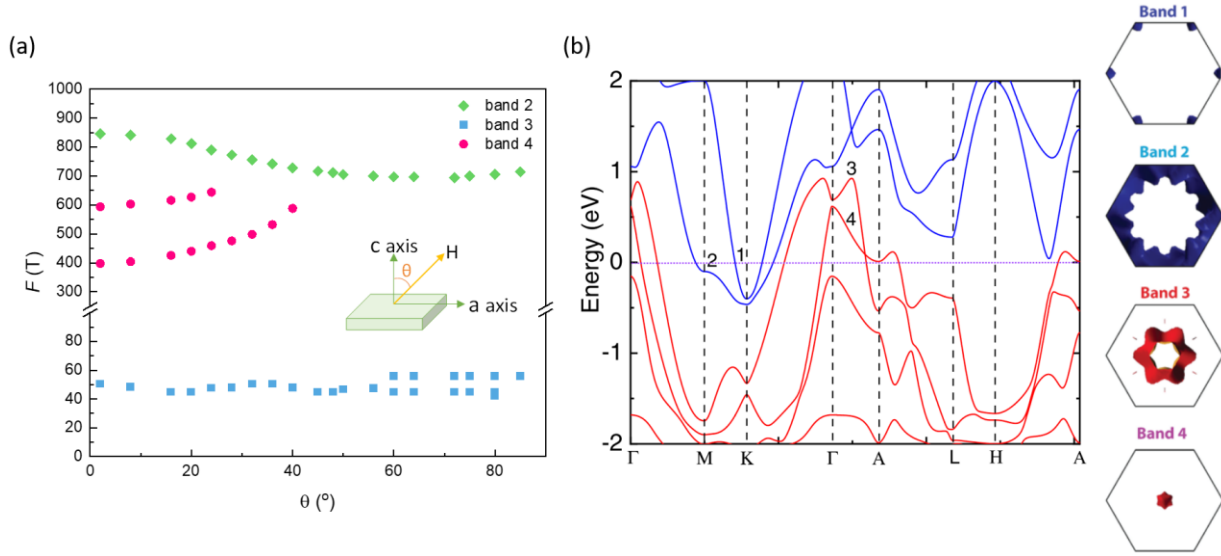 (a)
1000
900
800
700
600
500
400
300
80
60
40
20
0
F (T)
band 2
band 3
band 4
c axis
θ
H
a axis
0 20 40 60 80
θ (°)
(b)
2
1
0
-1
-2
Energy (eV)
2
1
3
4
Γ M K Γ A L H A
Band 1
Band 2
Band 3
Band 4